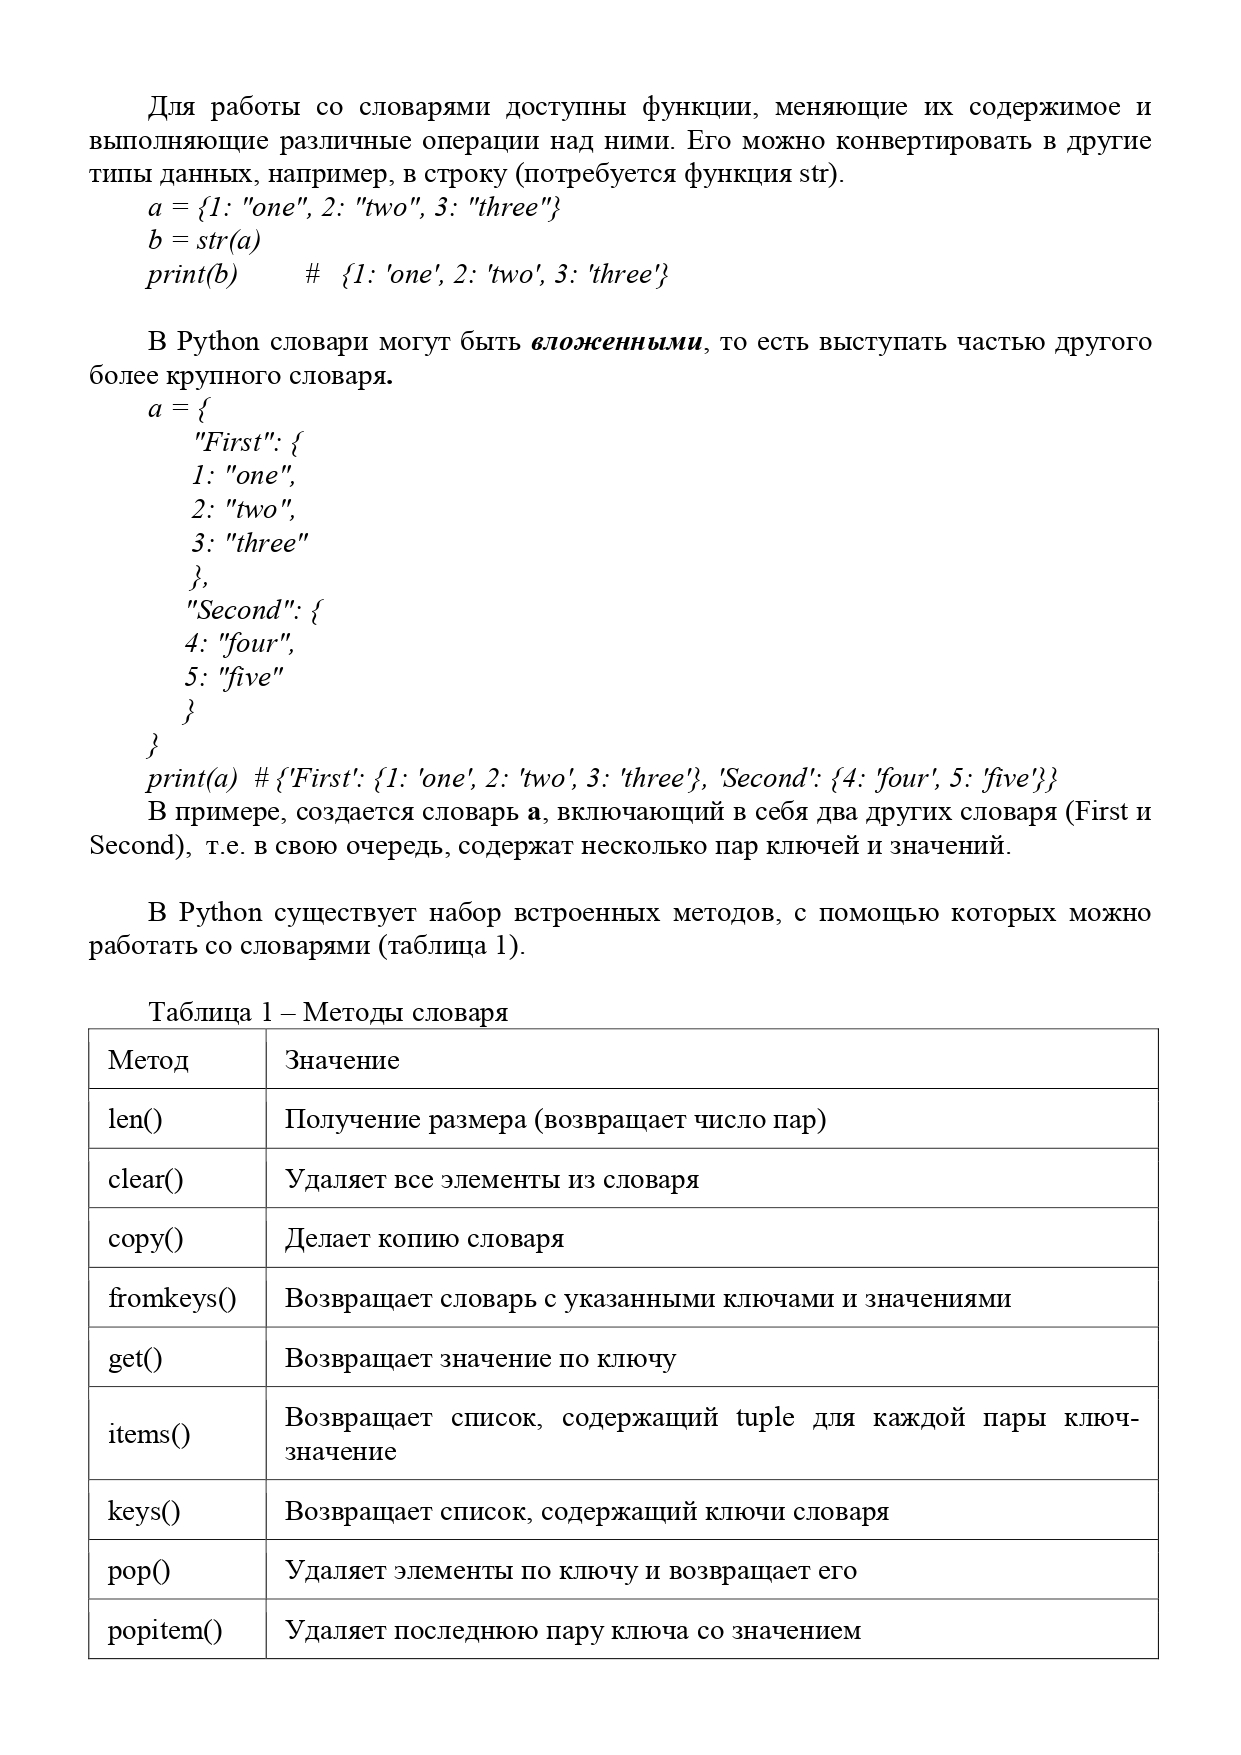 Для работы со словарями доступны функции, меняющие их содержимое и
выполняющие различные операции над ними. Его можно конвертировать в другие
типы данных, например, в строку (потребуется функция str).
a = {1: "one", 2: "two", 3: "three"}
b = str(a)
print(b) # {1: 'one', 2: 'two', 3: 'three'}
В Python словари могут быть вложенными, то есть выступать частью другого
более крупного словаря.
a = {
"First": {
1: "one",
2: "two",
3: "three"
},
"Second": {
4: "four",
5: "five"
}
}
print(a) # {'First': {1: 'one', 2: 'two', 3: 'three'}, 'Second': {4: 'four', 5: 'five'}}
В примере, создается словарь a, включающий в себя два других словаря (First и
Second), т.е. в свою очередь, содержат несколько пар ключей и значений.
В Python существует набор встроенных методов, с помощью которых можно
работать со словарями (таблица 1).
Таблица 1 – Методы словаря
Метод Значение
len() Получение размера (возвращает число пар)
clear() Удаляет все элементы из словаря
copy() Делает копию словаря
fromkeys() Возвращает словарь с указанными ключами и значениями
get() Возвращает значение по ключу
items() Возвращает список, содержащий tuple для каждой пары ключ-
значение
keys() Возвращает список, содержащий ключи словаря
pop() Удаляет элементы по ключу и возвращает его
popitem() Удаляет последнюю пару ключа со значением